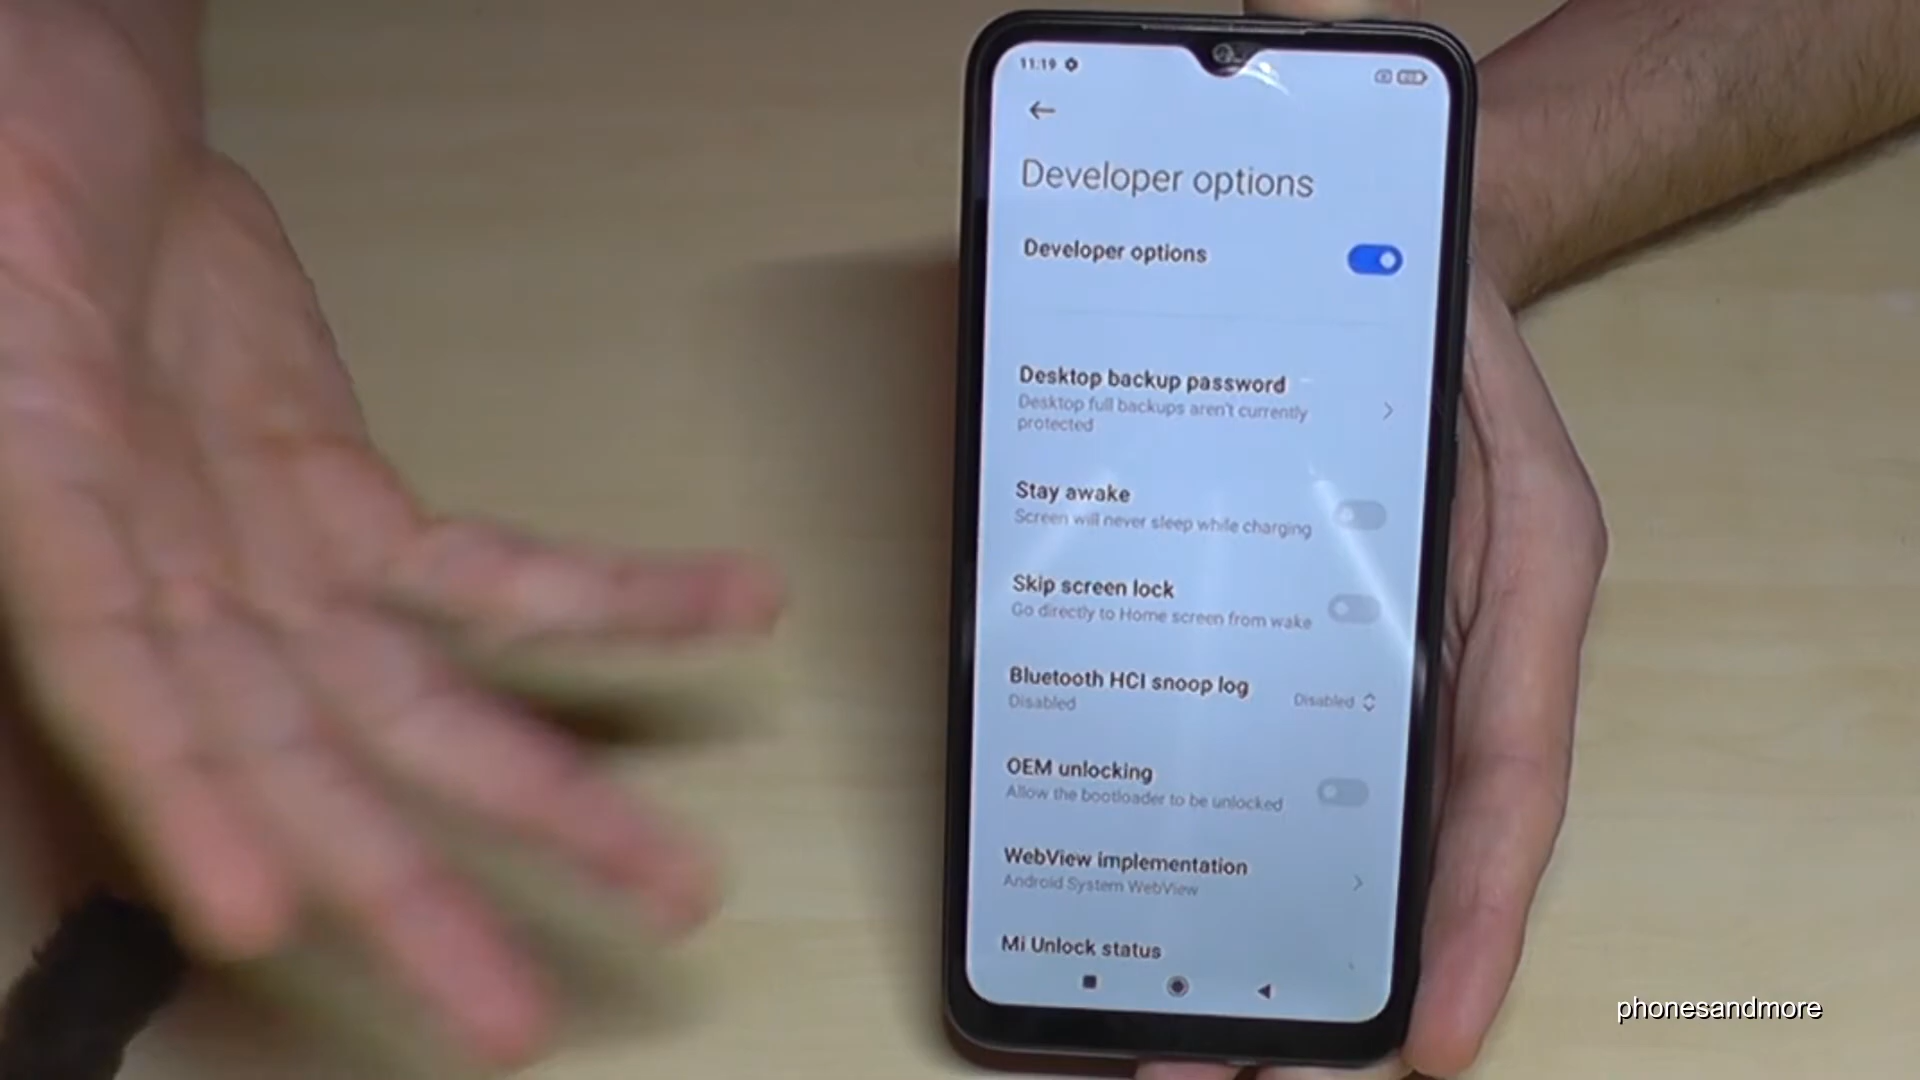 11:19
Developer options
Developer options
Desktop backup password
Desktop full backups aren't currently
protected
Stay awake
Screen will never sleep while charging
Skip screen lock
Go directly to Home screen from wake
Bluetooth HCI snoop log
Disabled
Disabled
OEM unlocking
Allow the bootloader to be unlocked
WebView implementation
Android System WebView
Mi Unlock status
phonesandmore